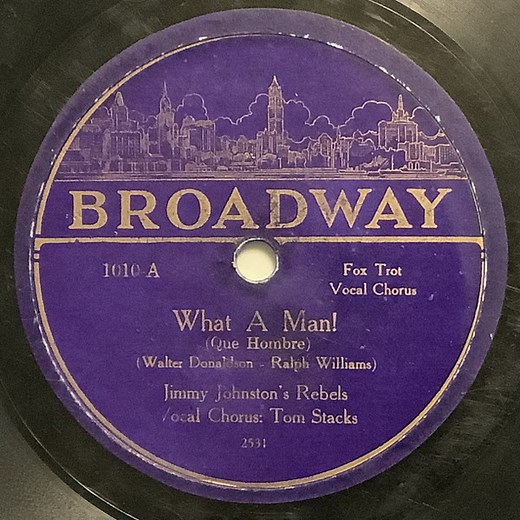 BROADWAY
1010-A
Fox Trot
Vocal Chorus
What A Man!
(Que Hombre)
(Walter Donaldson - Ralph Williams)
Jimmy Johnston's Rebels
Vocal Chorus: Tom Stacks
2531